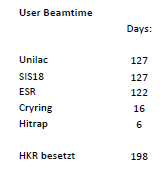 User Beamtime
Days:
Unilac 127
SIS18 127
ESR 122
Cryring 16
Hitrap 6
HKR besetzt 198